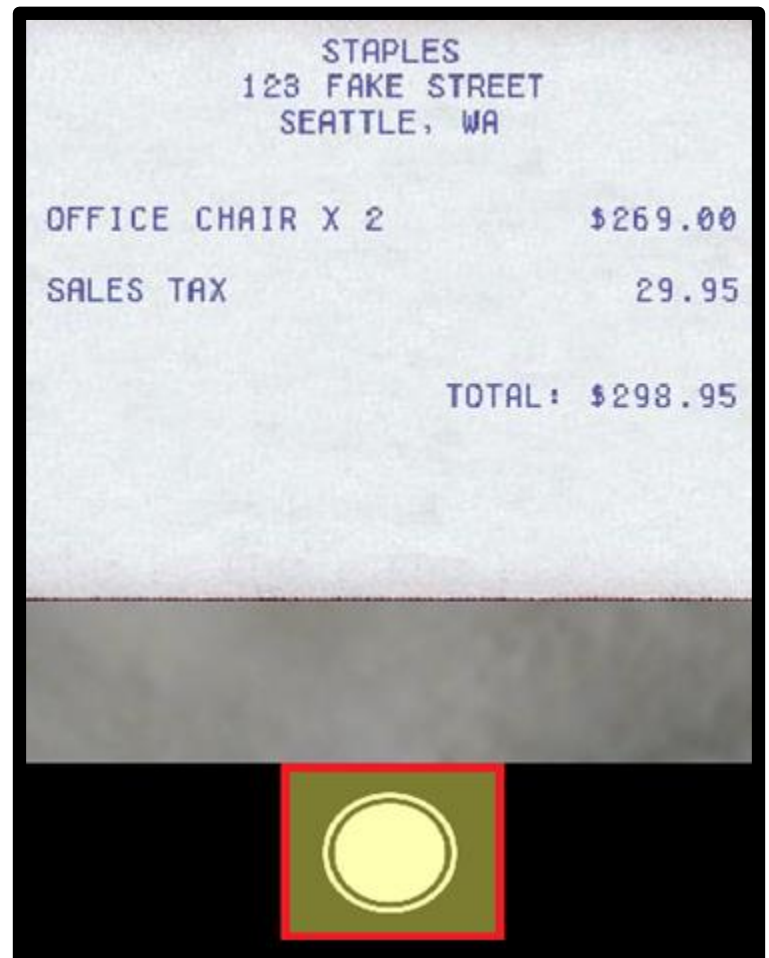 STAPLES
123 FAKE STREET
SEATTLE, WA
OFFICE CHAIR X 2 $269.00
SALES TAX 29.95
TOTAL: $298.95